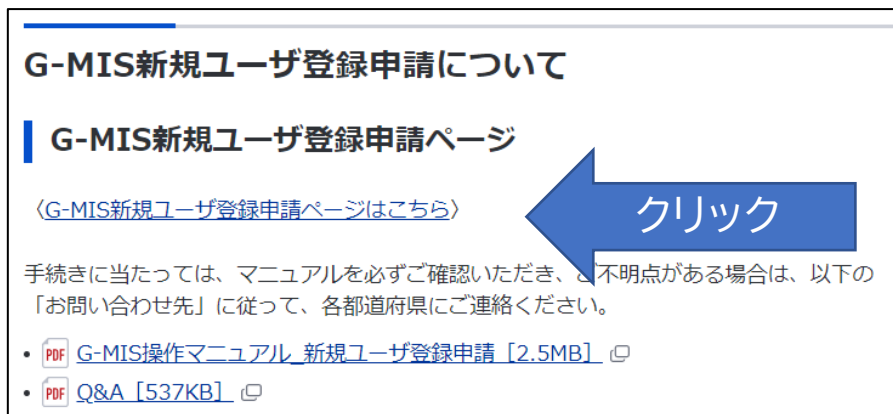 G-MIS新規ユーザ登録申請について
G-MIS新規ユーザ登録申請ページ
〈G-MIS新規ユーザ登録申請ページはこちら〉
クリック
手続きに当たっては、マニュアルを必ずご確認いただき、ご不明点がある場合は、以下の
「お問い合わせ先」に従って、各都道府県にご連絡ください。
• PDF G-MIS操作マニュアル_新規ユーザ登録申請［2.5MB］
• PDF Q&A［537KB］